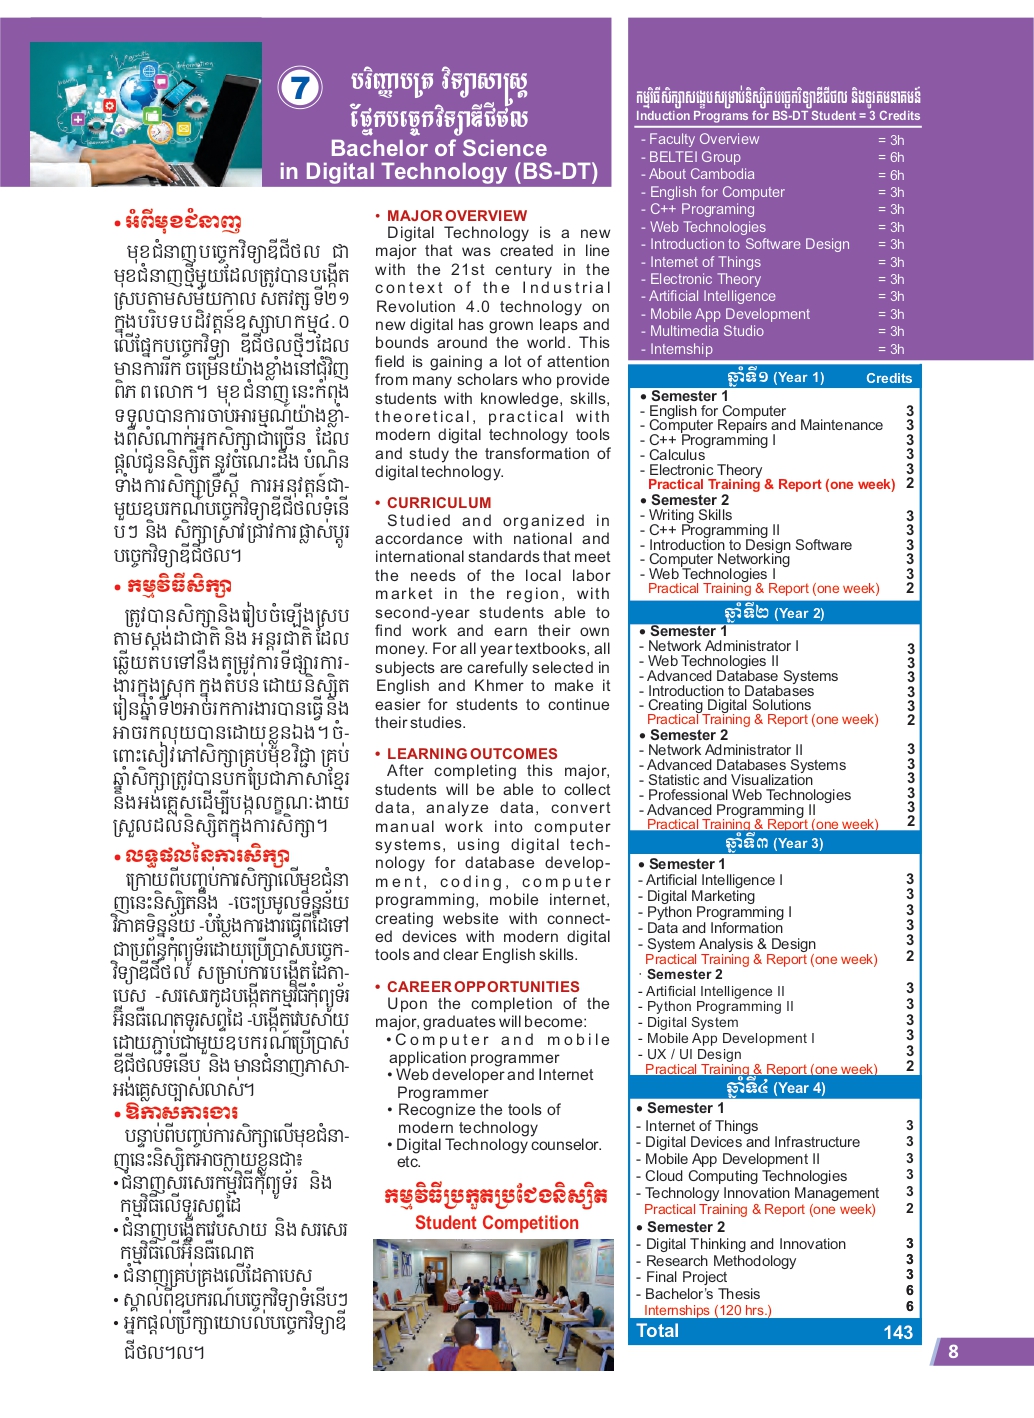 7
បរិញ្ញាបត្រ វិទ្យាសាស្ត្រ
ផ្នែកបច្ចេកវិទ្យាឌីជីថល
Bachelor of Science
in Digital Technology (BS-DT)
• អំពីមុខជំនាញ
មុខជំនាញបច្ចេកវិទ្យាឌីជីថល ជា
មុខជំនាញថ្មីមួយដែលត្រូវបានបង្កើត
ស្របតាមសម័យកាល សតវត្ស ទី២១
ក្នុងបរិបទបដិវត្តន៍ឧស្សាហកម្ម៤.០
លើផ្នែកបច្ចេកវិទ្យា ឌីជីថលថ្មីៗដែល
មានការរីក ចម្រើនយ៉ាងខ្លាំងនៅជុំវិញ
ពិភពលោក។ មុខជំនាញនេះកំពុង
ទទួលបានការចាប់អារម្មណ៍យ៉ាងខ្លាំ-
ងពីសំណាក់អ្នកសិក្សាជាច្រើន ដែល
ផ្តល់ជូននិស្សិត នូវចំណេះដឹង បំណិន
ទាំងការសិក្សាទ្រឹស្តី ការអនុវត្តន៍ជា-
មួយឧបរកណ៍បច្ចេកវិទ្យាឌីជីថលទំនើ
បៗ និង សិក្សាស្រាវជ្រាវការផ្លាស់ប្តូរ
បច្ចេកវិទ្យាឌីជីថល។
• កម្មវិធីសិក្សា
ត្រូវបានសិក្សានិងរៀបចំឡើងស្រប
តាមស្តង់ដាជាតិ និង អន្តរជាតិ ដែល
ឆ្លើយតបទៅនឹងតម្រូវការទីផ្សារការ-
ងារក្នុងស្រុក ក្នុងតំបន់ ដោយនិស្សិត
រៀនឆ្នាំទី២អាចរកការងារបានធ្វើ និង
អាចរកលុយបានដោយខ្លួនឯង។ ចំ-
ពោះសៀវភៅសិក្សាគ្រប់មុខវិជ្ជា គ្រប់
ឆ្នាំសិក្សាត្រូវបានបកប្រែជាភាសាខ្មែរ
និងអង់គ្លេសដើម្បីបង្កលក្ខណៈងាយ
ស្រួលដល់និស្សិតក្នុងការសិក្សា។
• លទ្ធផលនៃការសិក្សា
ក្រោយពីបញ្ចប់ការសិក្សាលើមុខជំនា
ញនេះនិស្សិតនឹង -ចេះប្រមូលទិន្នន័យ
វិភាគទិន្នន័យ -បំប្លែងការងារធ្វើពីដៃទៅ
ជាប្រព័ន្ធកុំព្យូទ័រដោយប្រើប្រាស់បច្ចេក-
វិទ្យាឌីជីថល សម្រាប់ការបង្កើតដៃតា-
បេស -សរសេរកូដបង្កើតកម្មវិធីកុំព្យូទ័រ
អ៊ីនធឺណេតទូរសព្ទដៃ -បង្កើតវេបសាយ
ដោយភ្ជាប់ជាមួយឧបករណ៍ប្រើប្រាស់
ឌីជីថលទំនើប និង មានជំនាញភាសា-
អង់គ្លេសច្បាស់លាស់។
• ឱកាសការងារ
បន្ទាប់ពីបញ្ចប់ការសិក្សាលើមុខជំនា-
ញនេះនិស្សិតអាចក្លាយខ្លួនជា៖
• ជំនាញសរសេរកម្មវិធីកុំព្យូទ័រ និង
កម្មវិធីលើទូរសព្ទដៃ
• ជំនាញបង្កើតវេបសាយ និងសរសេរ
កម្មវិធីលើអ៊ីនធឺណេត
• ជំនាញគ្រប់គ្រងលើដៃតាបេស
• ស្គាល់ពីឧបករណ៍បច្ចេកវិទ្យាទំនើបៗ
• អ្នកផ្តល់ប្រឹក្សាយោបល់បច្ចេកវិទ្យាឌី
ជីថល។ល។
• MAJOR OVERVIEW
Digital Technology is a new
major that was created in line
with the 21st century in the
context of the Industrial
Revolution 4.0 technology on
new digital has grown leaps and
bounds around the world. This
field is gaining a lot of attention
from many scholars who provide
students with knowledge, skills,
theoretical, practical with
modern digital technology tools
and study the transformation of
digital technology.
• CURRICULUM
Studied and organized in
accordance with national and
international standards that meet
the needs of the local labor
market in the region, with
second-year students able to
find work and earn their own
money. For all year textbooks, all
subjects are carefully selected in
English and Khmer to make it
easier for students to continue
their studies.
• LEARNING OUTCOMES
After completing this major,
students will be able to collect
data, analyze data, convert
manual work into computer
systems, using digital tech-
nology for database develop-
ment, coding, computer
programming, mobile internet,
creating website with connect-
ed devices with modern digital
tools and clear English skills.
• CAREER OPPORTUNITIES
Upon the completion of the
major, graduates will become:
• Computer and mobile
application programmer
• Web developer and Internet
Programmer
• Recognize the tools of
modern technology
• Digital Technology counselor.
etc.
កម្មវិធីប្រកួតប្រជែងនិស្សិត
Student Competition
កម្មវិធីសិក្សាសង្ខេបសម្រាប់និស្សិតបច្ចេកវិទ្យាឌីជីថល និងទូរគមនាគមន៍
Induction Programs for BS-DT Student = 3 Credits
- Faculty Overview = 3h
- BELTEI Group = 6h
- About Cambodia = 6h
- English for Computer = 3h
- C++ Programing = 3h
- Web Technologies = 3h
- Introduction to Software Design = 3h
- Internet of Things = 3h
- Electronic Theory = 3h
- Artificial Intelligence = 3h
- Mobile App Development = 3h
- Multimedia Studio = 3h
- Internship = 3h
ឆ្នាំទី១ (Year 1) Credits
• Semester 1
- English for Computer 3
- Computer Repairs and Maintenance 3
- C++ Programming I 3
- Calculus 3
- Electronic Theory 3
Practical Training & Report (one week) 2
• Semester 2
- Writing Skills 3
- C++ Programming II 3
- Introduction to Design Software 3
- Computer Networking 3
- Web Technologies I 3
Practical Training & Report (one week) 2
ឆ្នាំទី២ (Year 2)
• Semester 1
- Network Administrator I 3
- Web Technologies II 3
- Advanced Database Systems 3
- Introduction to Databases 3
- Creating Digital Solutions 3
Practical Training & Report (one week) 2
• Semester 2
- Network Administrator II 3
- Advanced Databases Systems 3
- Statistic and Visualization 3
- Professional Web Technologies 3
- Advanced Programming II 3
Practical Training & Report (one week) 2
ឆ្នាំទី៣ (Year 3)
• Semester 1
- Artificial Intelligence I 3
- Digital Marketing 3
- Python Programming I 3
- Data and Information 3
- System Analysis & Design 3
Practical Training & Report (one week) 2
· Semester 2
- Artificial Intelligence II 3
- Python Programming II 3
- Digital System 3
- Mobile App Development I 3
- UX / UI Design 3
Practical Training & Report (one week) 2
ឆ្នាំទី៤ (Year 4)
• Semester 1
- Internet of Things 3
- Digital Devices and Infrastructure 3
- Mobile App Development II 3
- Cloud Computing Technologies 3
- Technology Innovation Management 3
Practical Training & Report (one week) 2
• Semester 2
- Digital Thinking and Innovation 3
- Research Methodology 3
- Final Project 3
- Bachelor's Thesis 6
Internships (120 hrs.) 6
Total 143
8